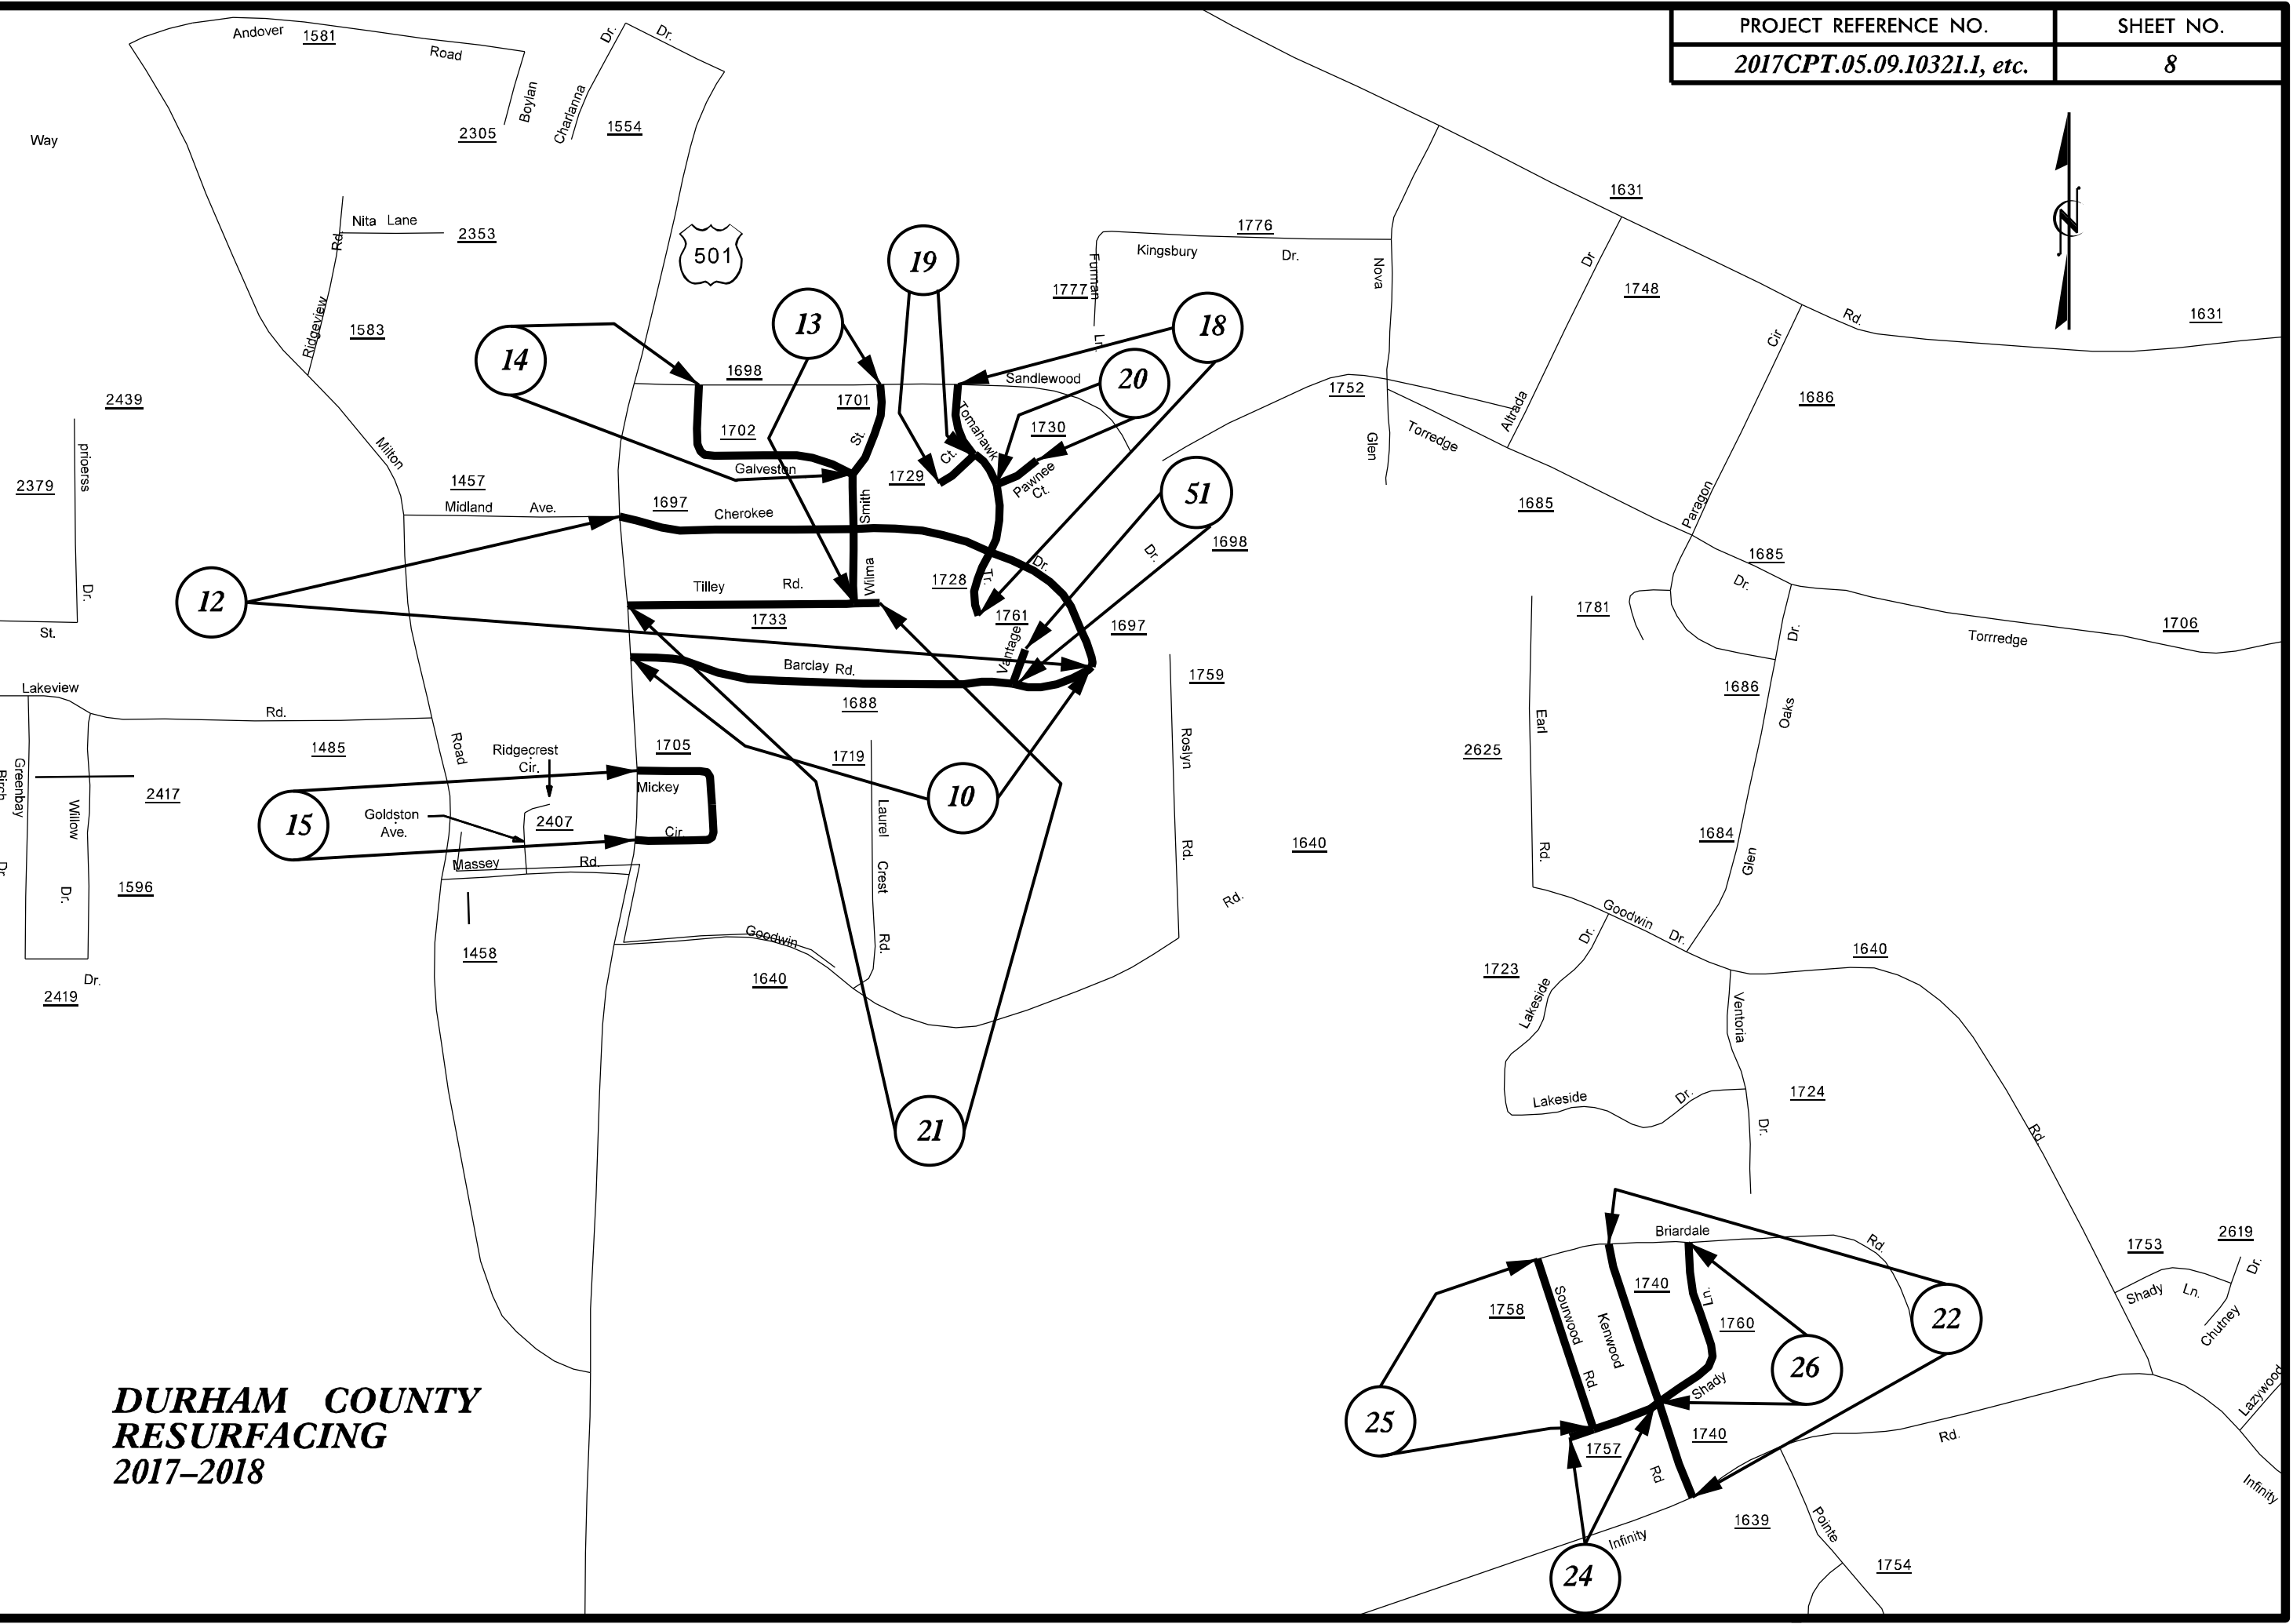 PROJECT REFERENCE NO.
SHEET NO.
2017CPT.05.09.10321.1, etc.
8
Andover
1581
Road
Boylan
2305
Charlanna
Dr.
Dr.
1554
Way
Nita Lane
2353
Ridgeview
Rd.
1583
501
1631
1776
Kingsbury
Dr.
Furman
Ln.
1777
Nova
Glen
Dr
1748
Altrada
Rd.
1631
Cir
1686
Paragon
19
13
18
14
20
1698
1701
Sandlewood
1752
2439
princess
Dr.
2379
St.
Milton
1702
St.
Tomahawk
1730
Torredge
Galveston
Ct.
1729
Pawnee
Ct.
1457
Midland Ave.
1697
Cherokee
Smith
51
1698
Dr.
1685
1685
Dr.
12
Tilley Rd.
1733
Wilma
1728
Tr.
Dr.
1761
Vantage
1697
1781
Dr.
Torrredge
1706
Barclay Rd.
1688
1759
1686
Oaks
Lakeview
Rd.
1485
Road
Ridgecrest
Cir.
1705
Mickey
Cir
1719
Laurel
Crest
Rd.
10
Roslyn
Rd.
Earl
Rd.
2625
Greenbay
Birch
Dr.
Willow
Dr.
2417
1596
15
Goldston
Ave.
2407
Massey Rd.
1640
1684
Glen
Rd.
1458
Goodwin
1640
Goodwin
Dr.
1640
Dr.
2419
Dr.
1723
Lakeside
Ventoria
Dr.
Lakeside
Dr.
1724
Rd.
21
Briardale
Rd.
1753
2619
Shady Ln.
Dr.
Chutney
1758
Sourwood
Rd.
Kenwood
Rd
1740
Ln.
1760
22
26
Shady
25
1757
1740
Rd.
Lazywood
Infinity
24
Infinity
1639
Pointe
1754
DURHAM COUNTY
RESURFACING
2017–2018